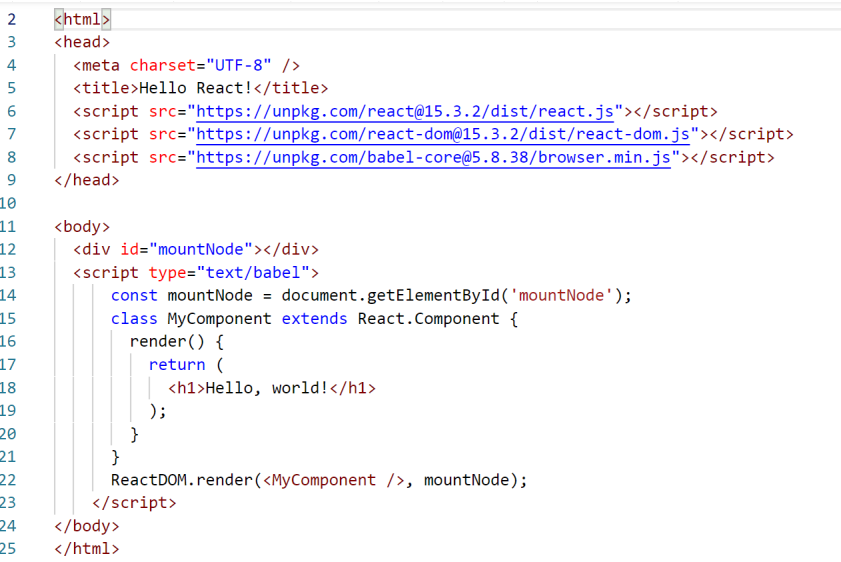 2 <html>
3 <head>
4 <meta charset="UTF-8" />
5 <title>Hello React!</title>
6 <script src="https://unpkg.com/react@15.3.2/dist/react.js"></script>
7 <script src="https://unpkg.com/react-dom@15.3.2/dist/react-dom.js"></script>
8 <script src="https://unpkg.com/babel-core@5.8.38/browser.min.js"></script>
9 </head>
10
11 <body>
12 <div id="mountNode"></div>
13 <script type="text/babel">
14 const mountNode = document.getElementById('mountNode');
15 class MyComponent extends React.Component {
16 render() {
17 return (
18 <h1>Hello, world!</h1>
19 );
20 }
21 }
22 ReactDOM.render(<MyComponent />, mountNode);
23 </script>
24 </body>
25 </html>